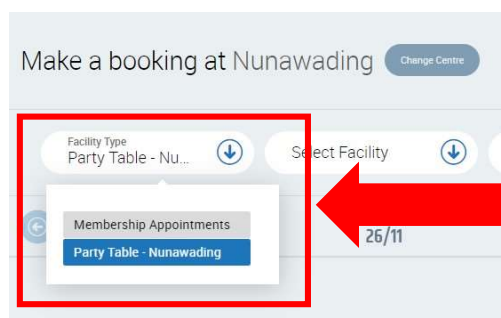 Make a booking at Nunawading
Change Centre
Facility Type
Party Table - Nu...
Select Facility
Membership Appointments
Party Table - Nunawading
26/11